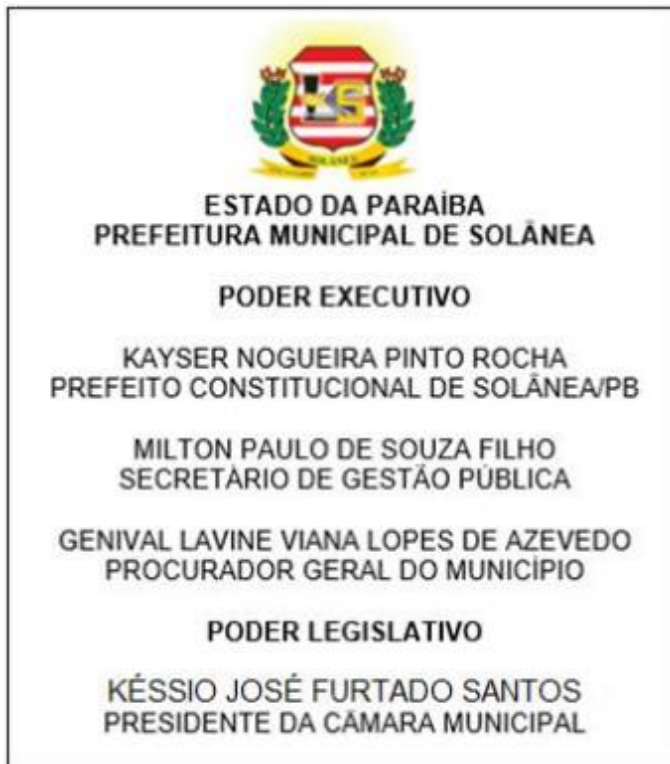 SOLÂNEA
ESTADO DA PARAÍBA
PREFEITURA MUNICIPAL DE SOLÂNEA
PODER EXECUTIVO
KAYSER NOGUEIRA PINTO ROCHA
PREFEITO CONSTITUCIONAL DE SOLÂNEA/PB
MILTON PAULO DE SOUZA FILHO
SECRETÁRIO DE GESTÃO PÚBLICA
GENIVAL LAVINE VIANA LOPES DE AZEVEDO
PROCURADOR GERAL DO MUNICÍPIO
PODER LEGISLATIVO
KÉSSIO JOSÉ FURTADO SANTOS
PRESIDENTE DA CÂMARA MUNICIPAL